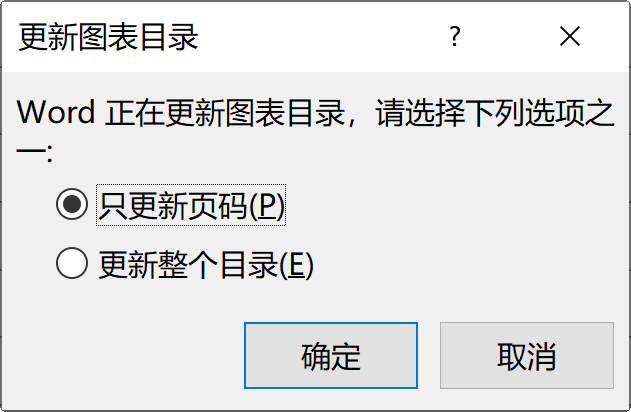 更新图表目录
?
Word 正在更新图表目录，请选择下列选项之
一:
只更新页码(P)
更新整个目录(E)
确定
取消